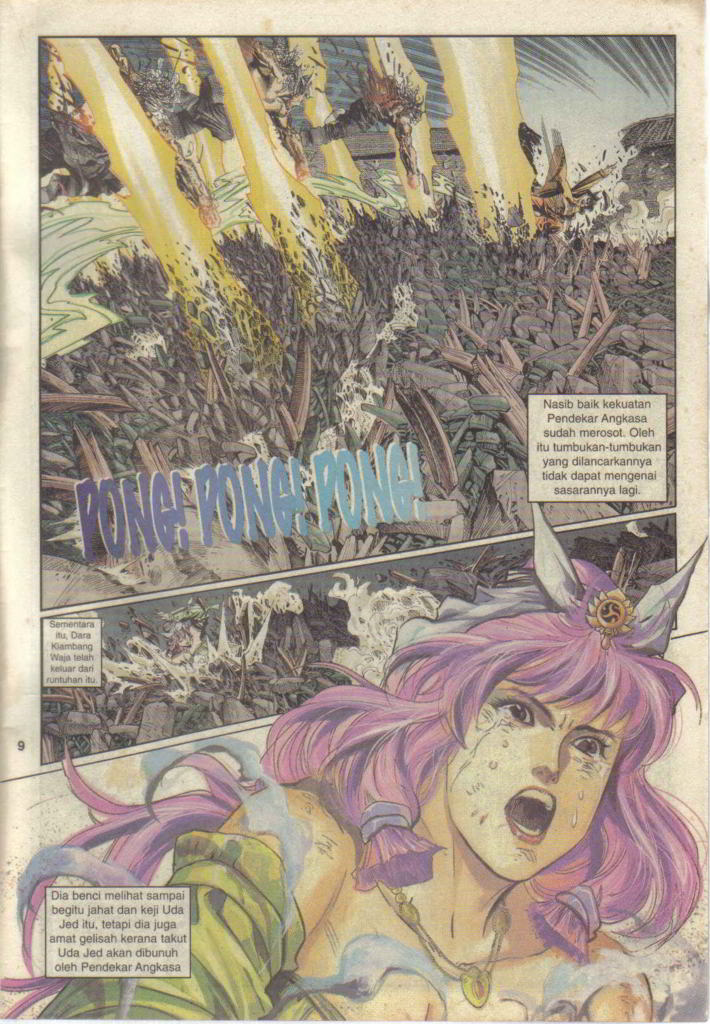 Nasib baik kekuatan
Pendekar Angkasa
sudah merosot. Oleh
itu tumbukan-tumbukan
yang dilancarkannya
tidak dapat mengenai
sasarannya lagi.
PONG! PONG! PONG!
Sementara
itu, Dara
Kiambang
Waja telah
keluar dari
runtuhan itu.
9
Dia benci melihat sampai
begitu jahat dan keji Uda
Jed itu, tetapi dia juga
amat gelisah kerana takut
Uda Jed akan dibunuh
oleh Pendekar Angkasa